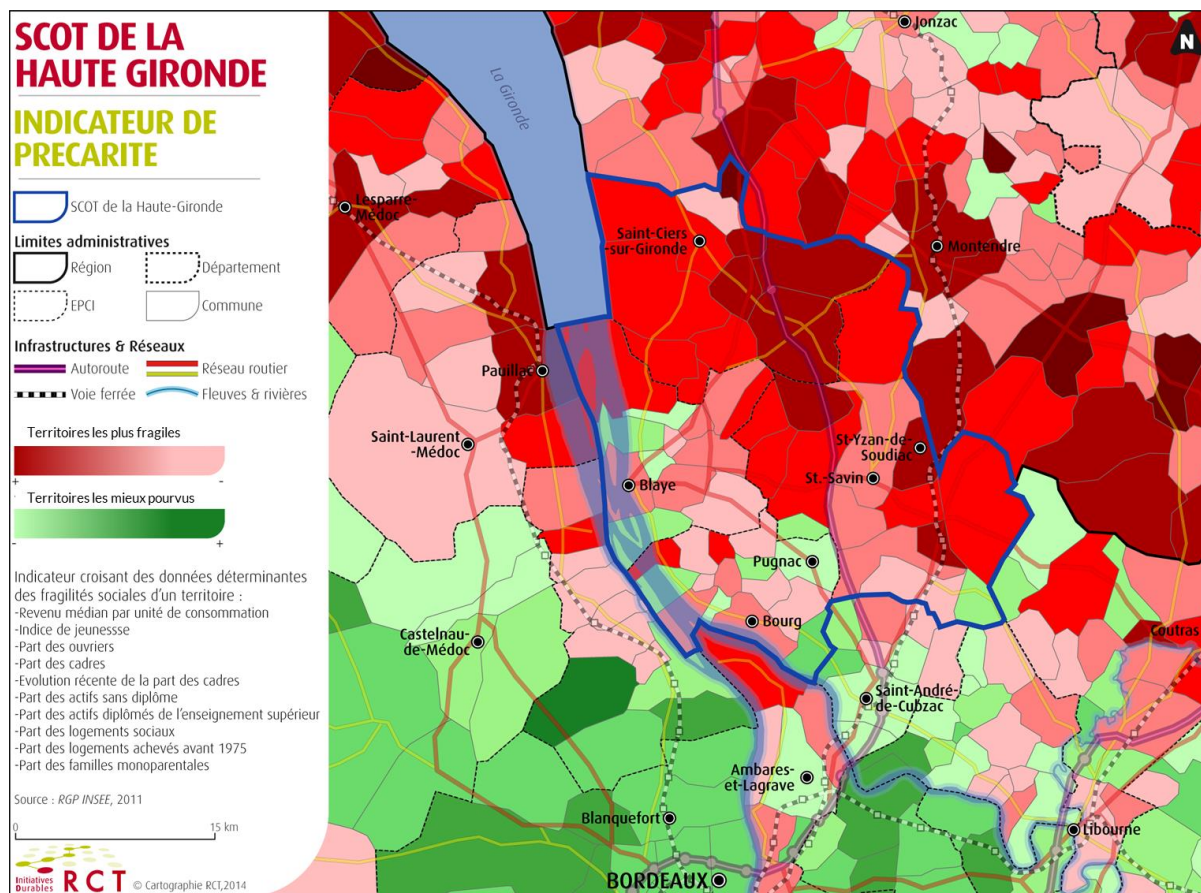 SCOT DE LA
HAUTE GIRONDE
INDICATEUR DE
PRECARITE
SCOT de la Haute-Gironde
Limites administratives
Région
Département
EPCI
Commune
Infrastructures & Réseaux
Autoroute
Réseau routier
Voie ferrée
Fleuves & rivières
Territoires les plus fragiles
+ -
Territoires les mieux pourvus
- +
Indicateur croisant des données déterminantes
des fragilités sociales d'un territoire :
-Revenu médian par unité de consommation
-Indice de jeunessse
-Part des ouvriers
-Part des cadres
-Evolution récente de la part des cadres
-Part des actifs sans diplôme
-Part des actifs diplômés de l'enseignement supérieur
-Part des logements sociaux
-Part des logements achevés avant 1975
-Part des familles monoparentales
Source : RGP INSEE, 2011
0 15 km
Initiatives
Durables
RCT
© Cartographie RCT,2014
N
La Gironde
Jonzac
Lesparre-
Médoc
Saint-Ciers
-sur-Gironde
Montendre
Pauillac
Saint-Laurent
-Médoc
St-Yzan-de-
Soudiac
Blaye
St.-Savin
Pugnac
Bourg
Castelnau-
de-Médoc
Coutras
Saint-André-
de-Cubzac
Ambares-
et-Lagrave
Blanquefort
Libourne
BORDEAUX